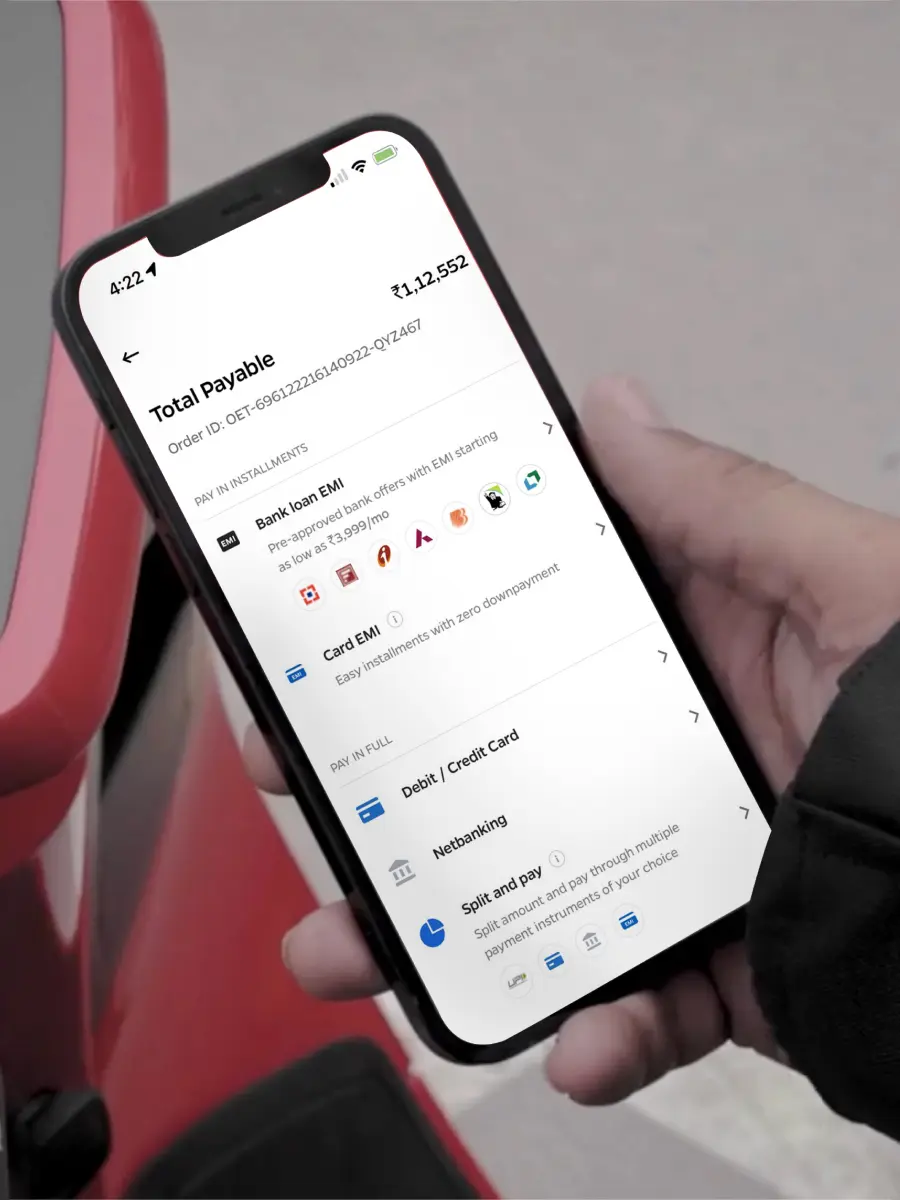 4:22
₹1,12,552
Total Payable
Order ID: OET-696122216140922-QYZ467
PAY IN INSTALLMENTS
EMI
Bank loan EMI
Pre-approved bank offers with EMI starting
as low as ₹3,999/mo
Card EMI
EMI
Easy installments with zero downpayment
PAY IN FULL
Debit / Credit Card
Netbanking
Split and pay
Split amount and pay through multiple
payment instruments of your choice
UPI
EMI